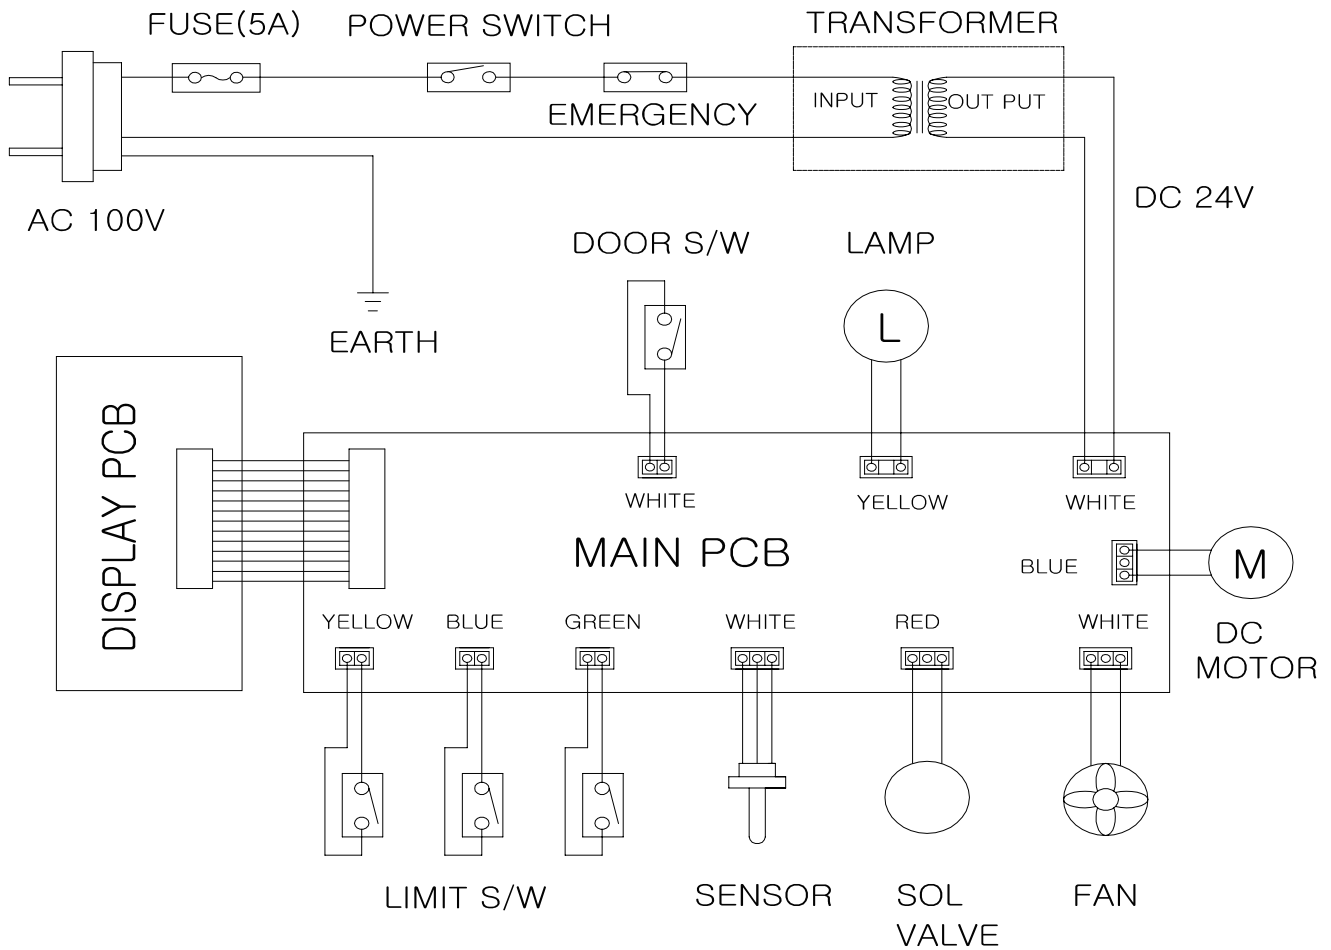 FUSE(5A)
POWER SWITCH
TRANSFORMER
INPUT
OUT PUT
EMERGENCY
AC 100V
DC 24V
DOOR S/W
LAMP
EARTH
L
DISPLAY PCB
WHITE
YELLOW
WHITE
MAIN PCB
BLUE
M
DC
MOTOR
YELLOW
BLUE
GREEN
WHITE
RED
WHITE
LIMIT S/W
SENSOR
SOL
VALVE
FAN